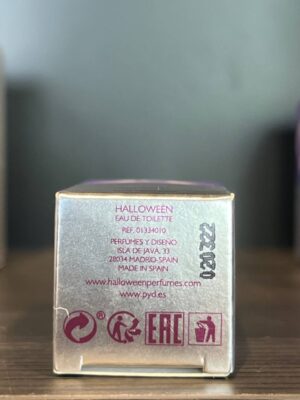 HALLOWEEN
EAU DE TOILETTE
REF. 01334010
PERFUMES Y DISEÑO
ISLA DE JAVA, 33
28034 MADRID-SPAIN
MADE IN SPAIN
www.halloweenperfumes.com
www.pyd.es
020322
®
EAC